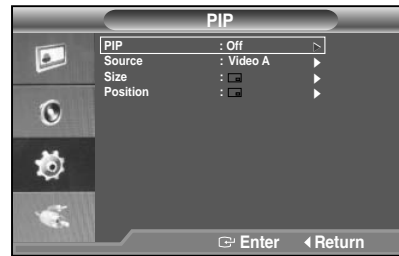 PIP
PIP : Off
Source : Video A
Size :
Position :
Enter Return